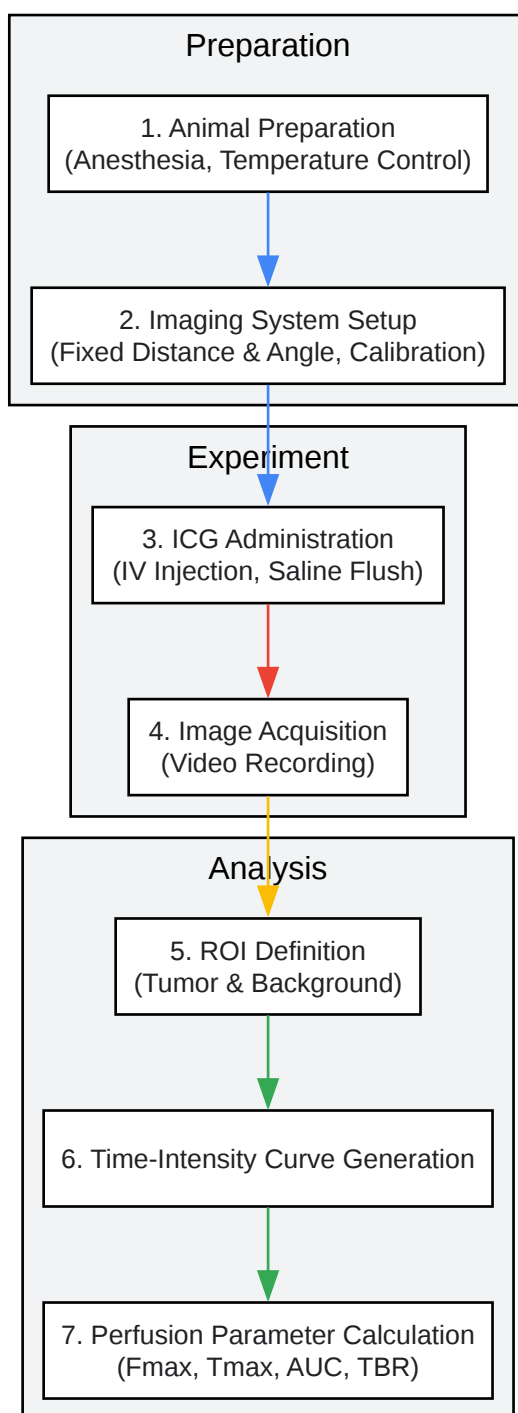 Preparation
1. Animal Preparation
(Anesthesia, Temperature Control)
2. Imaging System Setup
(Fixed Distance & Angle, Calibration)
Experiment
3. ICG Administration
(IV Injection, Saline Flush)
4. Image Acquisition
(Video Recording)
Analysis
5. ROI Definition
(Tumor & Background)
6. Time-Intensity Curve Generation
7. Perfusion Parameter Calculation
(Fmax, Tmax, AUC, TBR)